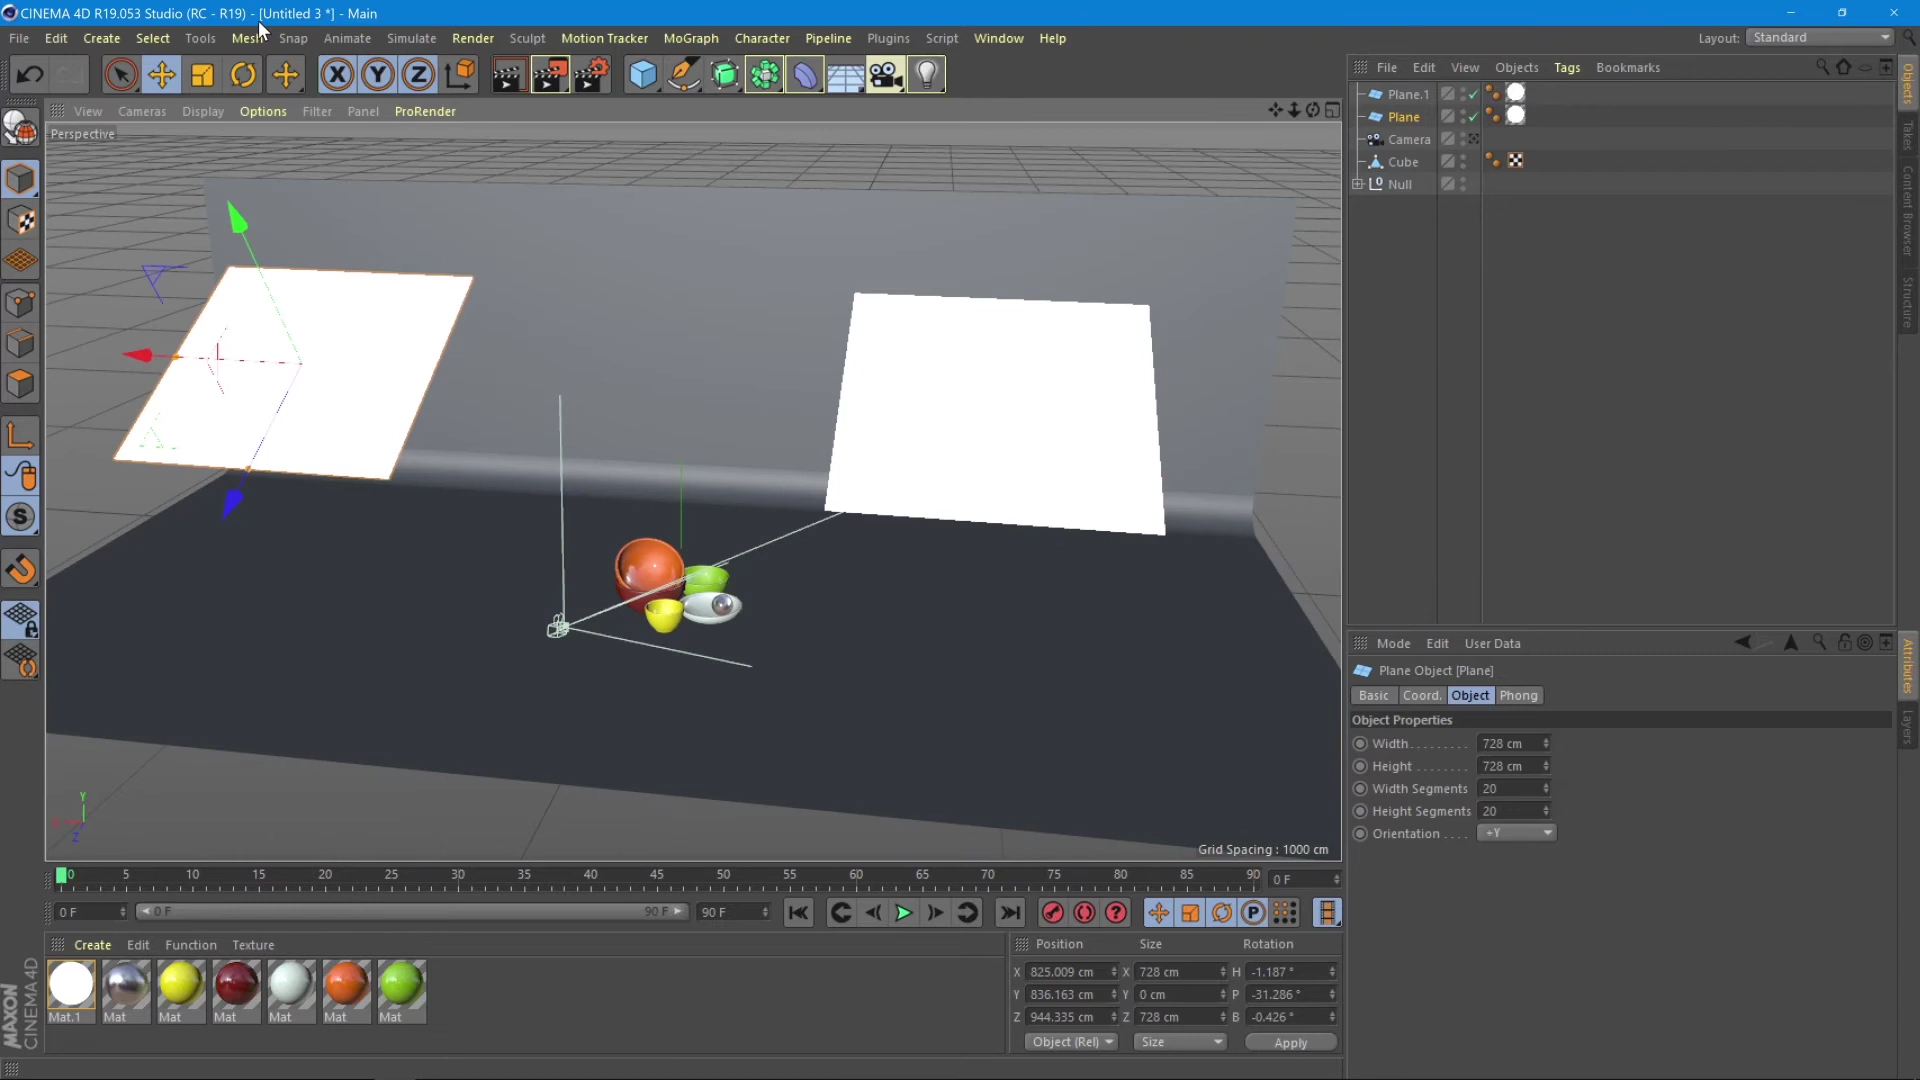 CINEMA 4D R19.053 Studio (RC - R19) - [Untitled 3 *] - Main
File Edit Create Select Tools Mesh Snap Animate Simulate Render Sculpt Motion Tracker MoGraph Character Pipeline Plugins Script Window Help
Layout: Standard
X Y Z
File Edit View Objects Tags Bookmarks
View Cameras Display Options Filter Panel ProRender
Perspective
Plane.1
Plane
Camera
Cube
Null
Objects
Takes
Content Browser
Structure
Mode Edit User Data
Plane Object [Plane]
Basic Coord. Object Phong
Object Properties
Width 728 cm
Height 728 cm
Width Segments 20
Height Segments 20
Orientation +Y
Attributes
Layers
S
Y
Z
Grid Spacing : 1000 cm
0 5 10 15 20 25 30 35 40 45 50 55 60 65 70 75 80 85 90
0 F
0 F 0 F 90 F 90 F
P
Create Edit Function Texture
Mat.1 Mat Mat Mat Mat Mat Mat
MAXON
CINEMA 4D
Position Size Rotation
X 825.009 cm X 728 cm H -1.187 °
Y 836.163 cm Y 0 cm P -31.286 °
Z 944.335 cm Z 728 cm B -0.426 °
Object (Rel) Size Apply